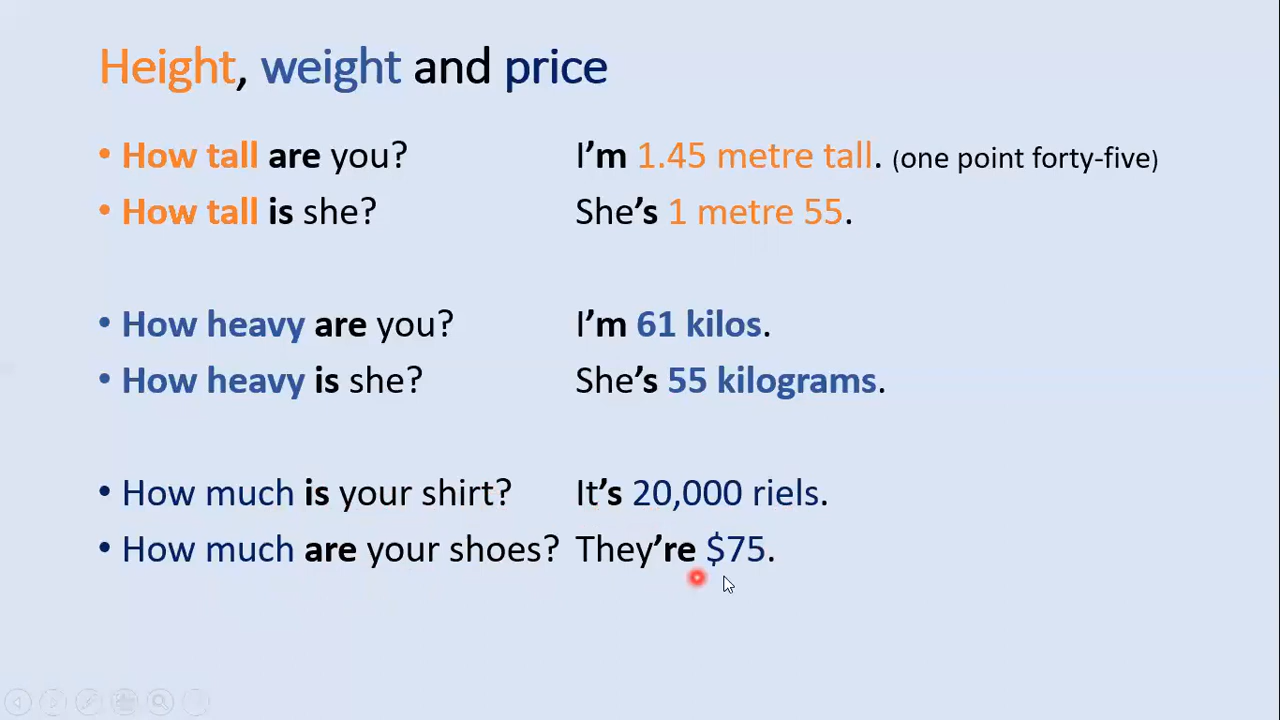 Height, weight and price
• How tall are you? I'm 1.45 metre tall. (one point forty-five)
• How tall is she? She's 1 metre 55.
• How heavy are you? I'm 61 kilos.
• How heavy is she? She's 55 kilograms.
• How much is your shirt? It's 20,000 riels.
• How much are your shoes? They're $75.